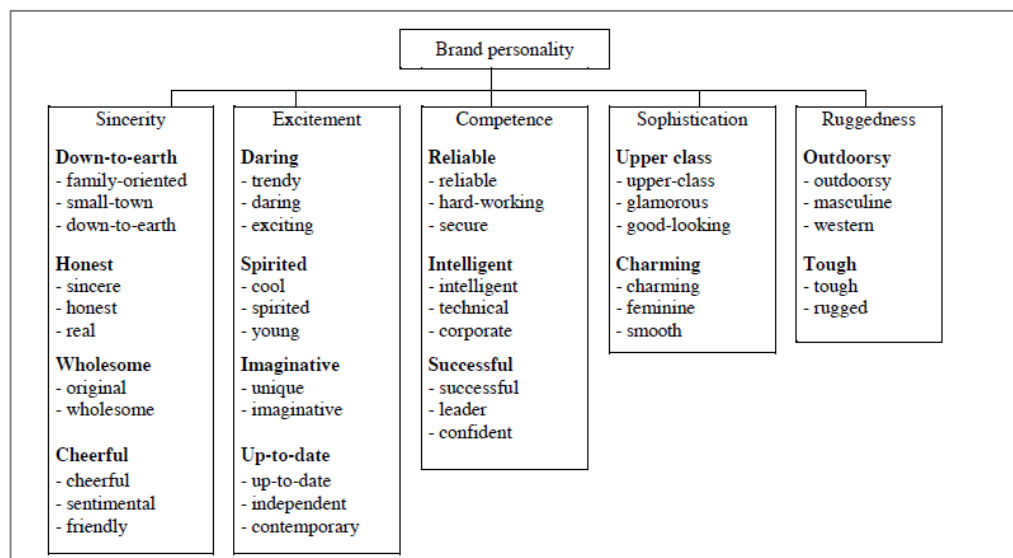 Brand personality
Sincerity
Down-to-earth
- family-oriented
- small-town
- down-to-earth
Honest
- sincere
- honest
- real
Wholesome
- original
- wholesome
Cheerful
- cheerful
- sentimental
- friendly
Excitement
Daring
- trendy
- daring
- exciting
Spirited
- cool
- spirited
- young
Imaginative
- unique
- imaginative
Up-to-date
- up-to-date
- independent
- contemporary
Competence
Reliable
- reliable
- hard-working
- secure
Intelligent
- intelligent
- technical
- corporate
Successful
- successful
- leader
- confident
Sophistication
Upper class
- upper-class
- glamorous
- good-looking
Charming
- charming
- feminine
- smooth
Ruggedness
Outdoorsy
- outdoorsy
- masculine
- western
Tough
- tough
- rugged